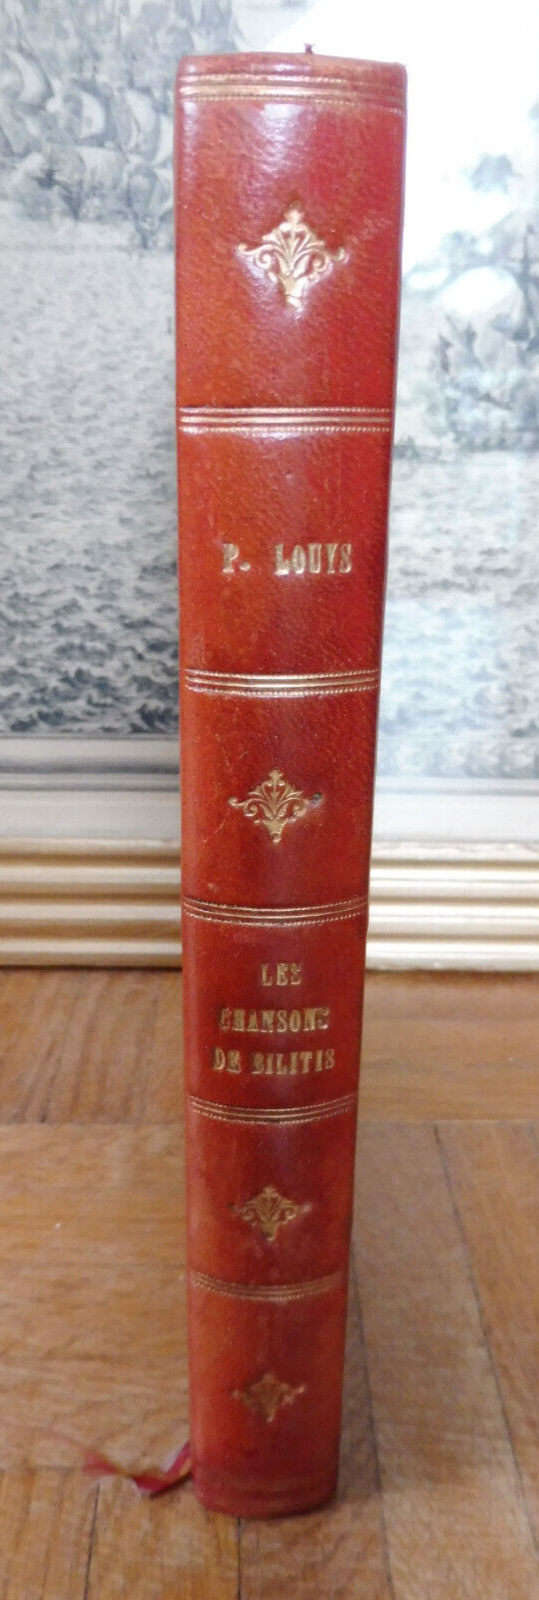 P. LOUYS
LES
CHANSONS
DE BILITIS